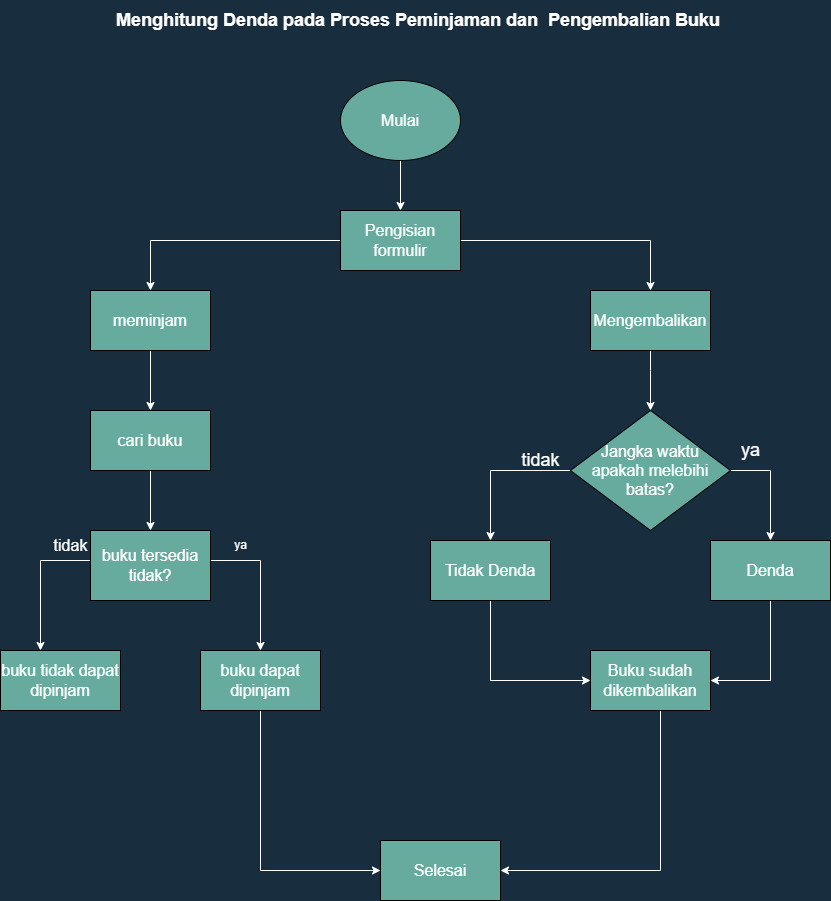 Menghitung Denda pada Proses Peminjaman dan  Pengembalian Buku
Mulai
Pengisian
formulir
meminjam
Mengembalikan
cari buku
Jangka waktu
apakah melebihi
batas?
tidak
ya
buku tersedia
tidak?
tidak
ya
Tidak Denda
Denda
buku tidak dapat
dipinjam
buku dapat
dipinjam
Buku sudah
dikembalikan
Selesai